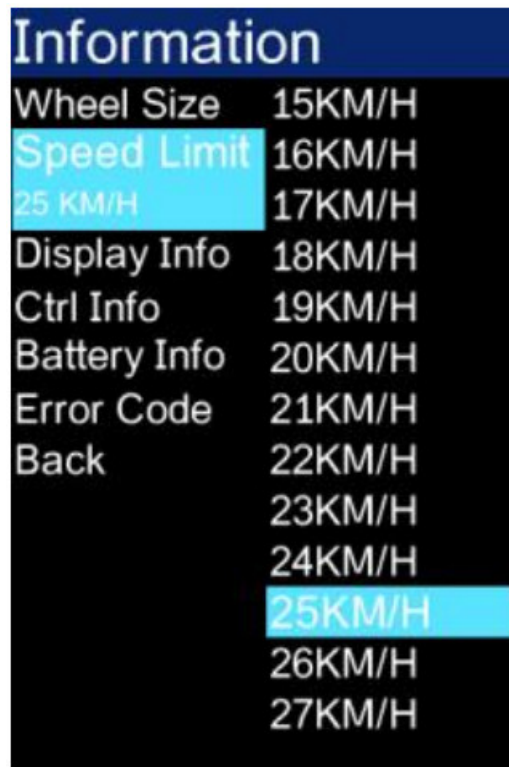 Information
Wheel Size
Speed Limit
25 KM/H
Display Info
Ctrl Info
Battery Info
Error Code
Back
15KM/H
16KM/H
17KM/H
18KM/H
19KM/H
20KM/H
21KM/H
22KM/H
23KM/H
24KM/H
25KM/H
26KM/H
27KM/H